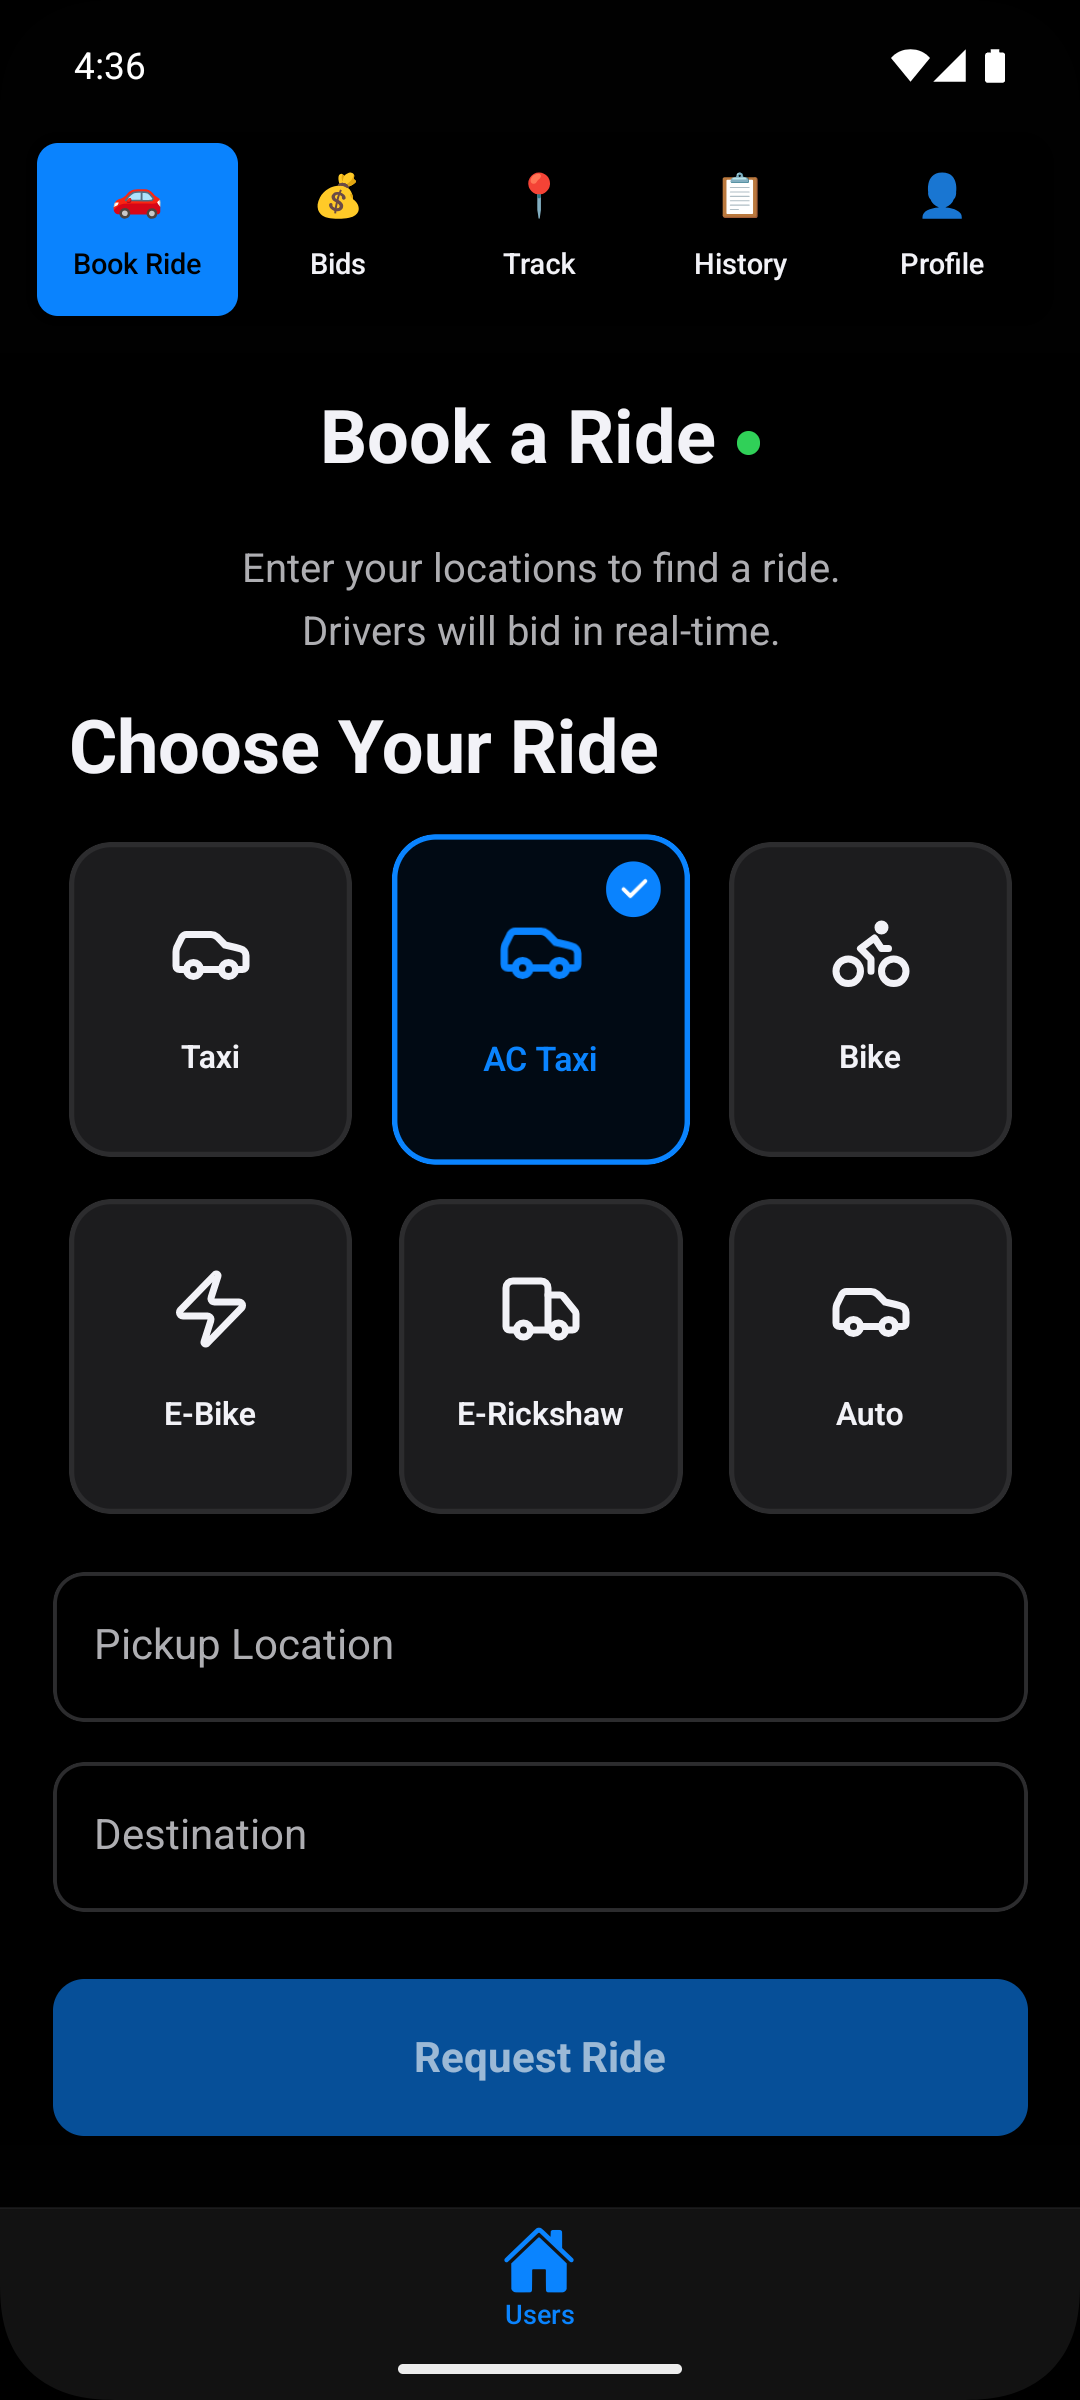 4:36
Book Ride
Bids
Track
History
Profile
Book a Ride
Enter your locations to find a ride.
Drivers will bid in real-time.
Choose Your Ride
Taxi
AC Taxi
Bike
E-Bike
E-Rickshaw
Auto
Pickup Location
Destination
Request Ride
Users